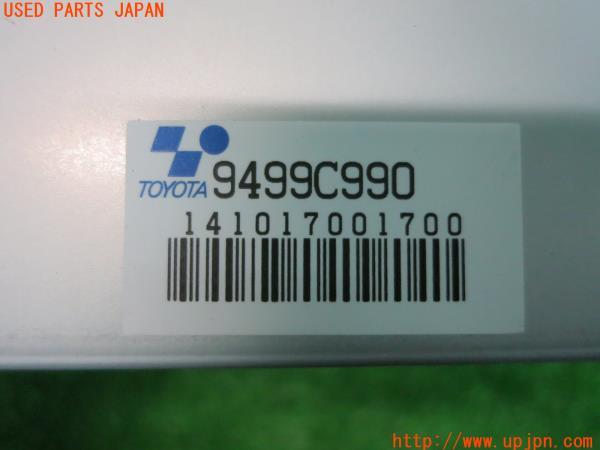 USED PARTS JAPAN
TOYOTA 9499C990
141017001700
http://www.upjpn.com/